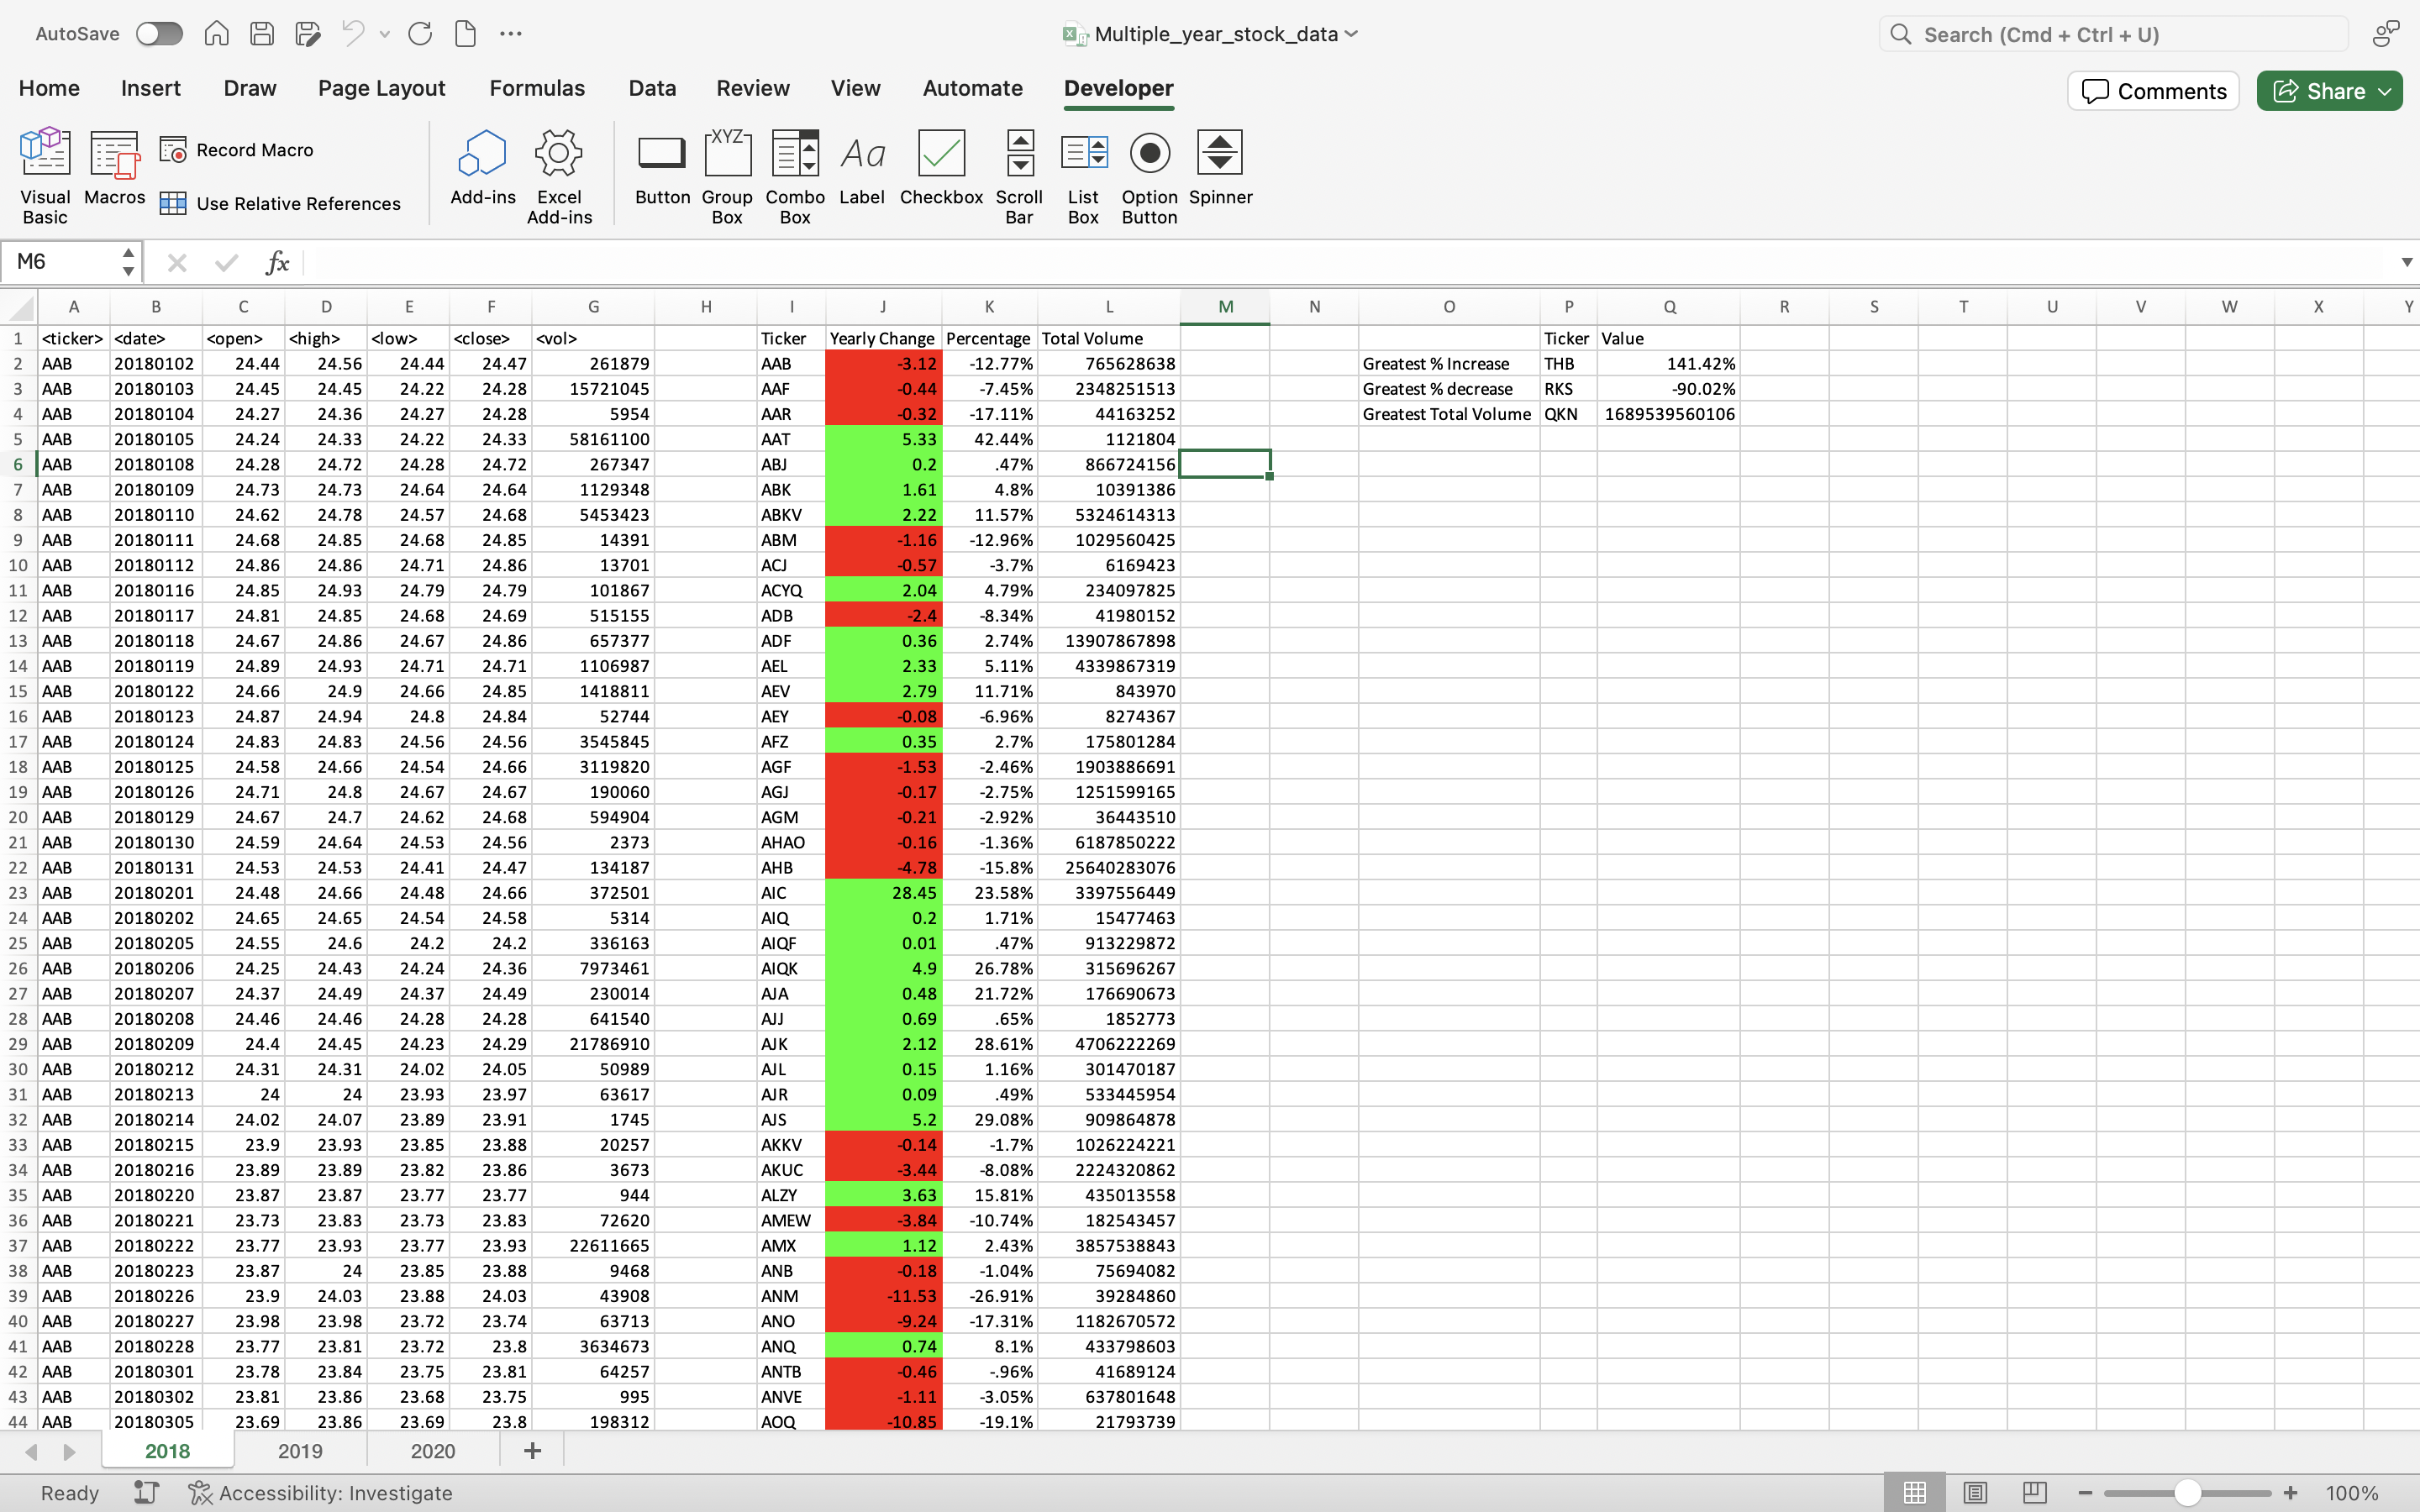 AutoSave
Multiple_year_stock_data
Search (Cmd + Ctrl + U)
Home Insert Draw Page Layout Formulas Data Review View Automate Developer
Comments Share
Visual Basic
Macros
Record Macro
Use Relative References
Add-ins
Excel Add-ins
Button
XYZ Group Box
Combo Box
Aa Label
Checkbox
Scroll Bar
List Box
Option Button
Spinner
M6 fx
A B C D E F G H I J K L M N O P Q R S T U V W X Y
1 <ticker> <date> <open> <high> <low> <close> <vol> Ticker Yearly Change Percentage Total Volume Ticker Value
2 AAB 20180102 24.44 24.56 24.44 24.47 261879 AAB -3.12 -12.77% 765628638 Greatest % Increase THB 141.42%
3 AAB 20180103 24.45 24.45 24.22 24.28 15721045 AAF -0.44 -7.45% 2348251513 Greatest % decrease RKS -90.02%
4 AAB 20180104 24.27 24.36 24.27 24.28 5954 AAR -0.32 -17.11% 44163252 Greatest Total Volume QKN 1689539560106
5 AAB 20180105 24.24 24.33 24.22 24.33 58161100 AAT 5.33 42.44% 1121804
6 AAB 20180108 24.28 24.72 24.28 24.72 267347 ABJ 0.2 .47% 866724156
7 AAB 20180109 24.73 24.73 24.64 24.64 1129348 ABK 1.61 4.8% 10391386
8 AAB 20180110 24.62 24.78 24.57 24.68 5453423 ABKV 2.22 11.57% 5324614313
9 AAB 20180111 24.68 24.85 24.68 24.85 14391 ABM -1.16 -12.96% 1029560425
10 AAB 20180112 24.86 24.86 24.71 24.86 13701 ACJ -0.57 -3.7% 6169423
11 AAB 20180116 24.85 24.93 24.79 24.79 101867 ACYQ 2.04 4.79% 234097825
12 AAB 20180117 24.81 24.85 24.68 24.69 515155 ADB -2.4 -8.34% 41980152
13 AAB 20180118 24.67 24.86 24.67 24.86 657377 ADF 0.36 2.74% 13907867898
14 AAB 20180119 24.89 24.93 24.71 24.71 1106987 AEL 2.33 5.11% 4339867319
15 AAB 20180122 24.66 24.9 24.66 24.85 1418811 AEV 2.79 11.71% 843970
16 AAB 20180123 24.87 24.94 24.8 24.84 52744 AEY -0.08 -6.96% 8274367
17 AAB 20180124 24.83 24.83 24.56 24.56 3545845 AFZ 0.35 2.7% 175801284
18 AAB 20180125 24.58 24.66 24.54 24.66 3119820 AGF -1.53 -2.46% 1903886691
19 AAB 20180126 24.71 24.8 24.67 24.67 190060 AGJ -0.17 -2.75% 1251599165
20 AAB 20180129 24.67 24.7 24.62 24.68 594904 AGM -0.21 -2.92% 36443510
21 AAB 20180130 24.59 24.64 24.53 24.56 2373 AHAO -0.16 -1.36% 6187850222
22 AAB 20180131 24.53 24.53 24.41 24.47 134187 AHB -4.78 -15.8% 25640283076
23 AAB 20180201 24.48 24.66 24.48 24.66 372501 AIC 28.45 23.58% 3397556449
24 AAB 20180202 24.65 24.65 24.54 24.58 5314 AIQ 0.2 1.71% 15477463
25 AAB 20180205 24.55 24.6 24.2 24.2 336163 AIQF 0.01 .47% 913229872
26 AAB 20180206 24.25 24.43 24.24 24.36 7973461 AIQK 4.9 26.78% 315696267
27 AAB 20180207 24.37 24.49 24.37 24.49 230014 AJA 0.48 21.72% 176690673
28 AAB 20180208 24.46 24.46 24.28 24.28 641540 AJJ 0.69 .65% 1852773
29 AAB 20180209 24.4 24.45 24.23 24.29 21786910 AJK 2.12 28.61% 4706222269
30 AAB 20180212 24.31 24.31 24.02 24.05 50989 AJL 0.15 1.16% 301470187
31 AAB 20180213 24 24 23.93 23.97 63617 AJR 0.09 .49% 533445954
32 AAB 20180214 24.02 24.07 23.89 23.91 1745 AJS 5.2 29.08% 909864878
33 AAB 20180215 23.9 23.93 23.85 23.88 20257 AKKV -0.14 -1.7% 1026224221
34 AAB 20180216 23.89 23.89 23.82 23.86 3673 AKUC -3.44 -8.08% 2224320862
35 AAB 20180220 23.87 23.87 23.77 23.77 944 ALZY 3.63 15.81% 435013558
36 AAB 20180221 23.73 23.83 23.73 23.83 72620 AMEW -3.84 -10.74% 182543457
37 AAB 20180222 23.77 23.93 23.77 23.93 22611665 AMX 1.12 2.43% 3857538843
38 AAB 20180223 23.87 24 23.85 23.88 9468 ANB -0.18 -1.04% 75694082
39 AAB 20180226 23.9 24.03 23.88 24.03 43908 ANM -11.53 -26.91% 39284860
40 AAB 20180227 23.98 23.98 23.72 23.74 63713 ANO -9.24 -17.31% 1182670572
41 AAB 20180228 23.77 23.81 23.72 23.8 3634673 ANQ 0.74 8.1% 433798603
42 AAB 20180301 23.78 23.84 23.75 23.81 64257 ANTB -0.46 -.96% 41689124
43 AAB 20180302 23.81 23.86 23.68 23.75 995 ANVE -1.11 -3.05% 637801648
44 AAB 20180305 23.69 23.86 23.69 23.8 198312 AOQ -10.85 -19.1% 21793739
2018 2019 2020 +
Ready Accessibility: Investigate 100%